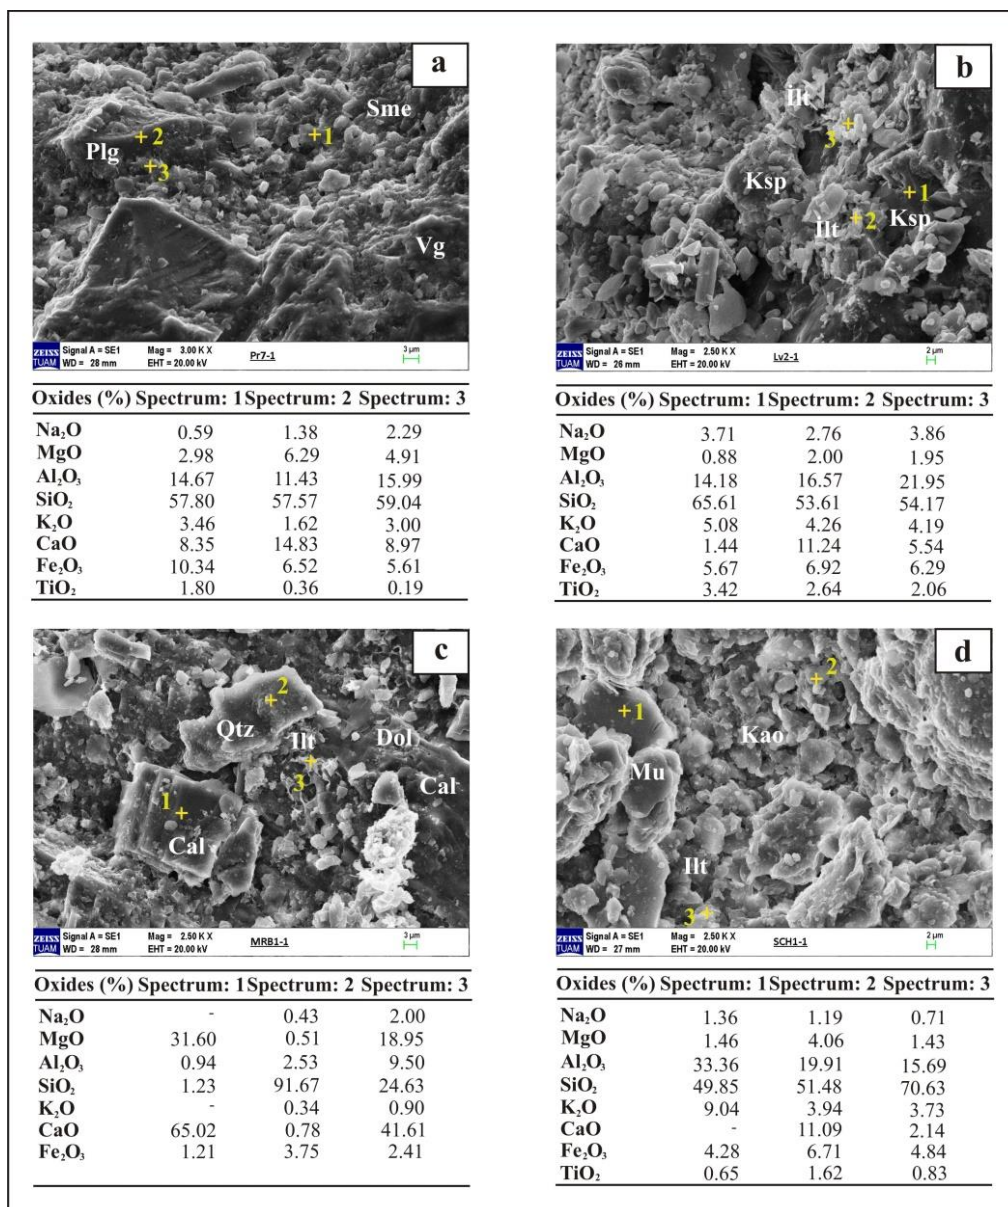 a
Sme
+2
+1
Plg
+3
Vg
ZEISS TUAM
Signal A = SE1 Mag = 3.00 K X
WD = 28 mm EHT = 20.00 kV
Pr7-1
3 µm
Oxides (%) Spectrum: 1 Spectrum: 2 Spectrum: 3
Na₂O 0.59 1.38 2.29
MgO 2.98 6.29 4.91
Al₂O₃ 14.67 11.43 15.99
SiO₂ 57.80 57.57 59.04
K₂O 3.46 1.62 3.00
CaO 8.35 14.83 8.97
Fe₂O₃ 10.34 6.52 5.61
TiO₂ 1.80 0.36 0.19
b
İlt
+
3
Ksp
+1
+2
İlt
Ksp
ZEISS TUAM
Signal A = SE1 Mag = 2.50 K X
WD = 26 mm EHT = 20.00 kV
Lv2-1
2 µm
Oxides (%) Spectrum: 1 Spectrum: 2 Spectrum: 3
Na₂O 3.71 2.76 3.86
MgO 0.88 2.00 1.95
Al₂O₃ 14.18 16.57 21.95
SiO₂ 65.61 53.61 54.17
K₂O 5.08 4.26 4.19
CaO 1.44 11.24 5.54
Fe₂O₃ 5.67 6.92 6.29
TiO₂ 3.42 2.64 2.06
c
+2
Qtz
Ilt
Dol
+
3
Cal
1+
Cal
ZEISS TUAM
Signal A = SE1 Mag = 2.50 K X
WD = 28 mm EHT = 20.00 kV
MRB1-1
3 µm
Oxides (%) Spectrum: 1 Spectrum: 2 Spectrum: 3
Na₂O - 0.43 2.00
MgO 31.60 0.51 18.95
Al₂O₃ 0.94 2.53 9.50
SiO₂ 1.23 91.67 24.63
K₂O - 0.34 0.90
CaO 65.02 0.78 41.61
Fe₂O₃ 1.21 3.75 2.41
d
+2
+1
Kao
Mu
Ilt
3+
ZEISS TUAM
Signal A = SE1 Mag = 2.50 K X
WD = 27 mm EHT = 20.00 kV
SCH1-1
2 µm
Oxides (%) Spectrum: 1 Spectrum: 2 Spectrum: 3
Na₂O 1.36 1.19 0.71
MgO 1.46 4.06 1.43
Al₂O₃ 33.36 19.91 15.69
SiO₂ 49.85 51.48 70.63
K₂O 9.04 3.94 3.73
CaO - 11.09 2.14
Fe₂O₃ 4.28 6.71 4.84
TiO₂ 0.65 1.62 0.83